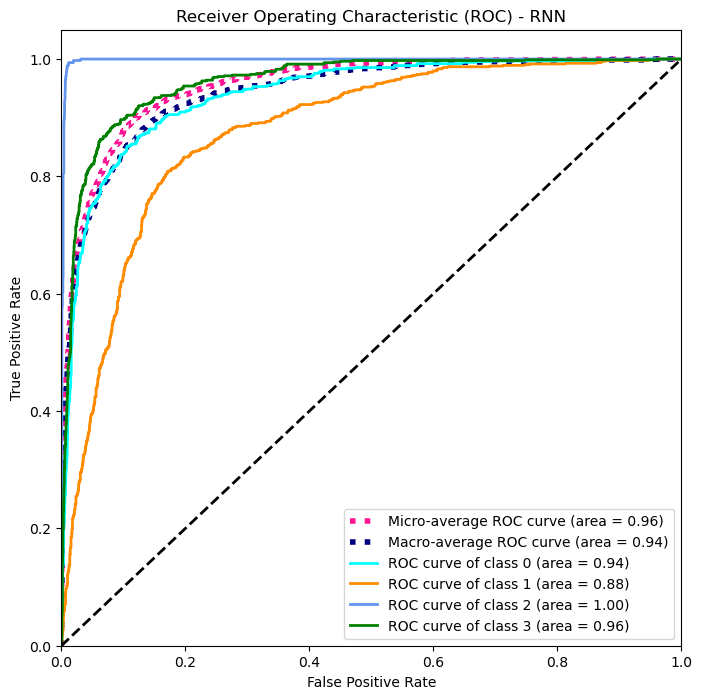 Receiver Operating Characteristic (ROC) - RNN
1.0
0.8
0.6
0.4
0.2
0.0
True Positive Rate
Micro-average ROC curve (area = 0.96)
Macro-average ROC curve (area = 0.94)
ROC curve of class 0 (area = 0.94)
ROC curve of class 1 (area = 0.88)
ROC curve of class 2 (area = 1.00)
ROC curve of class 3 (area = 0.96)
0.0 0.2 0.4 0.6 0.8 1.0
False Positive Rate